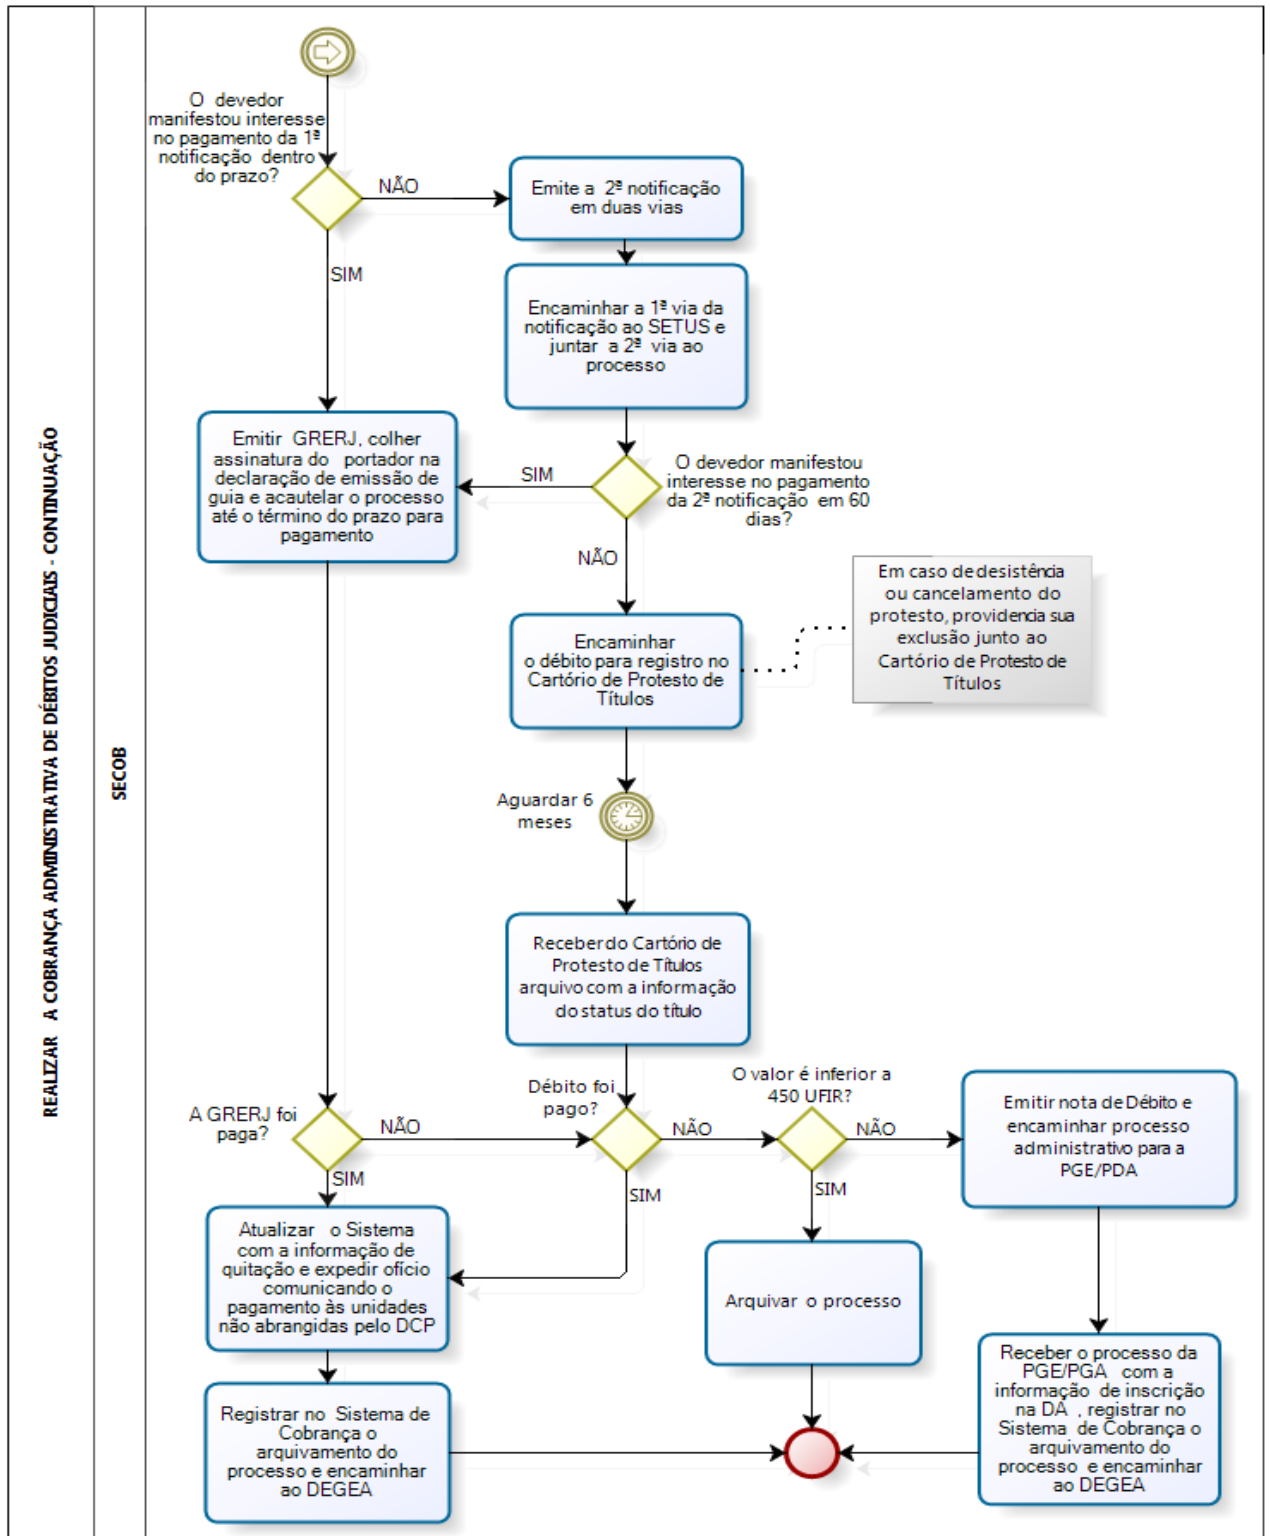 REALIZAR A COBRANÇA ADMINISTRATIVA DE DÉBITOS JUDICIAIS - CONTINUAÇÃO
SECOB
O devedor
manifestou interesse
no pagamento da 1ª
notificação dentro
do prazo?
NÃO
Emite a 2ª notificação
em duas vias
SIM
Encaminhar a 1ª via da
notificação ao SETUS e
juntar a 2ª via ao
processo
Emitir GRERJ, colher
assinatura do portador na
declaração de emissão de
guia e acautelar o processo
até o término do prazo para
pagamento
SIM
O devedor manifestou
interesse no pagamento
da 2ª notificação em 60
dias?
NÃO
Encaminhar
o débito para registro no
Cartório de Protesto de
Títulos
Em caso de desistência
ou cancelamento do
protesto, providencia sua
exclusão junto ao
Cartório de Protesto de
Títulos
Aguardar 6
meses
Receber do Cartório de
Protesto de Títulos
arquivo com a informação
do status do título
A GRERJ foi
paga?
NÃO
Débito foi
pago?
NÃO
O valor é inferior a
450 UFIR?
NÃO
Emitir nota de Débito e
encaminhar processo
administrativo para a
PGE/PDA
SIM
SIM
SIM
Atualizar o Sistema
com a informação de
quitação e expedir ofício
comunicando o
pagamento às unidades
não abrangidas pelo DCP
Arquivar o processo
Receber o processo da
PGE/PGA com a
informação de inscrição
na DA , registrar no
Sistema de Cobrança o
arquivamento do
processo e encaminhar
ao DEGEA
Registrar no Sistema de
Cobrança o
arquivamento do
processo e encaminhar
ao DEGEA